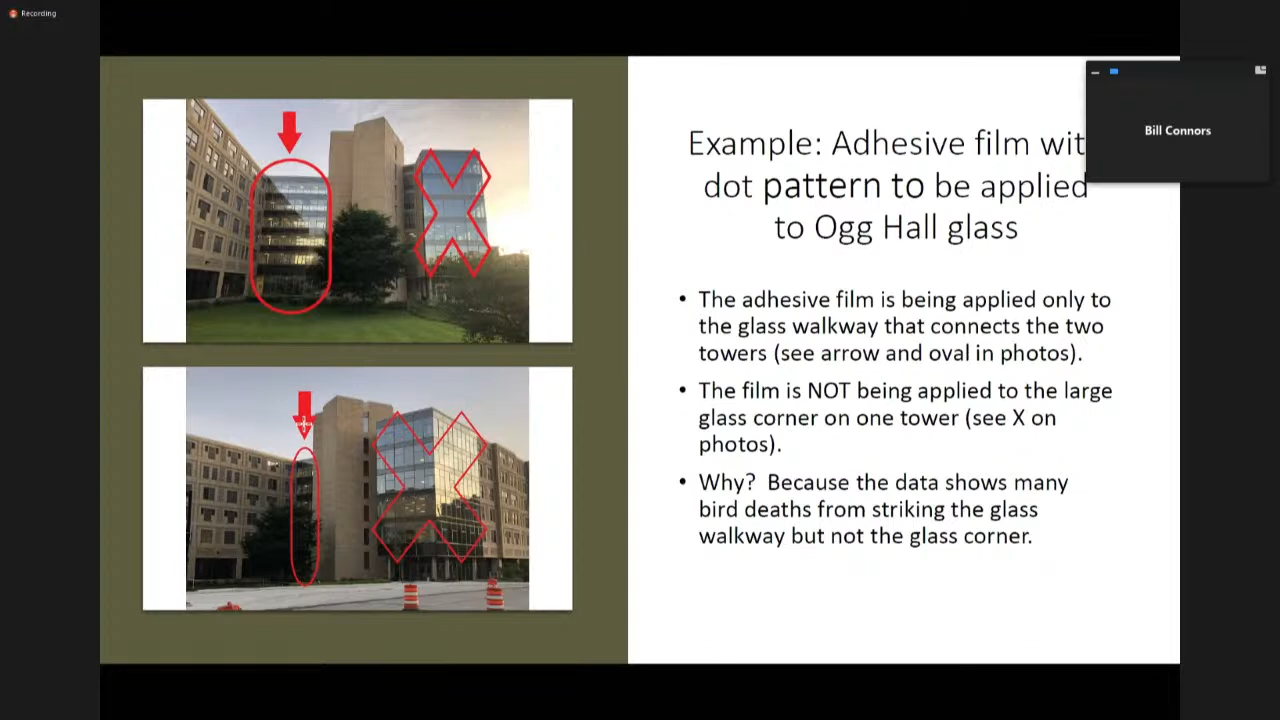 Recording
Example: Adhesive film wit
dot pattern to be applied
to Ogg Hall glass
Bill Connors
• The adhesive film is being applied only to
the glass walkway that connects the two
towers (see arrow and oval in photos).
• The film is NOT being applied to the large
glass corner on one tower (see X on
photos).
• Why? Because the data shows many
bird deaths from striking the glass
walkway but not the glass corner.